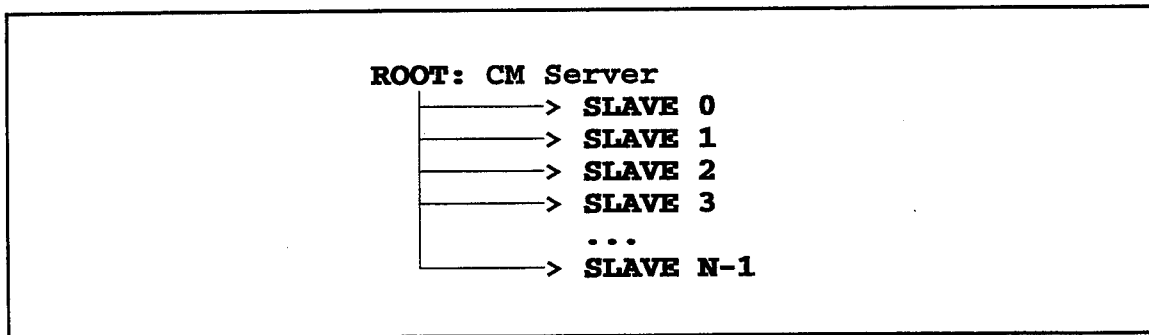 ROOT: CM Server
> SLAVE 0
> SLAVE 1
> SLAVE 2
> SLAVE 3
...
> SLAVE N-1